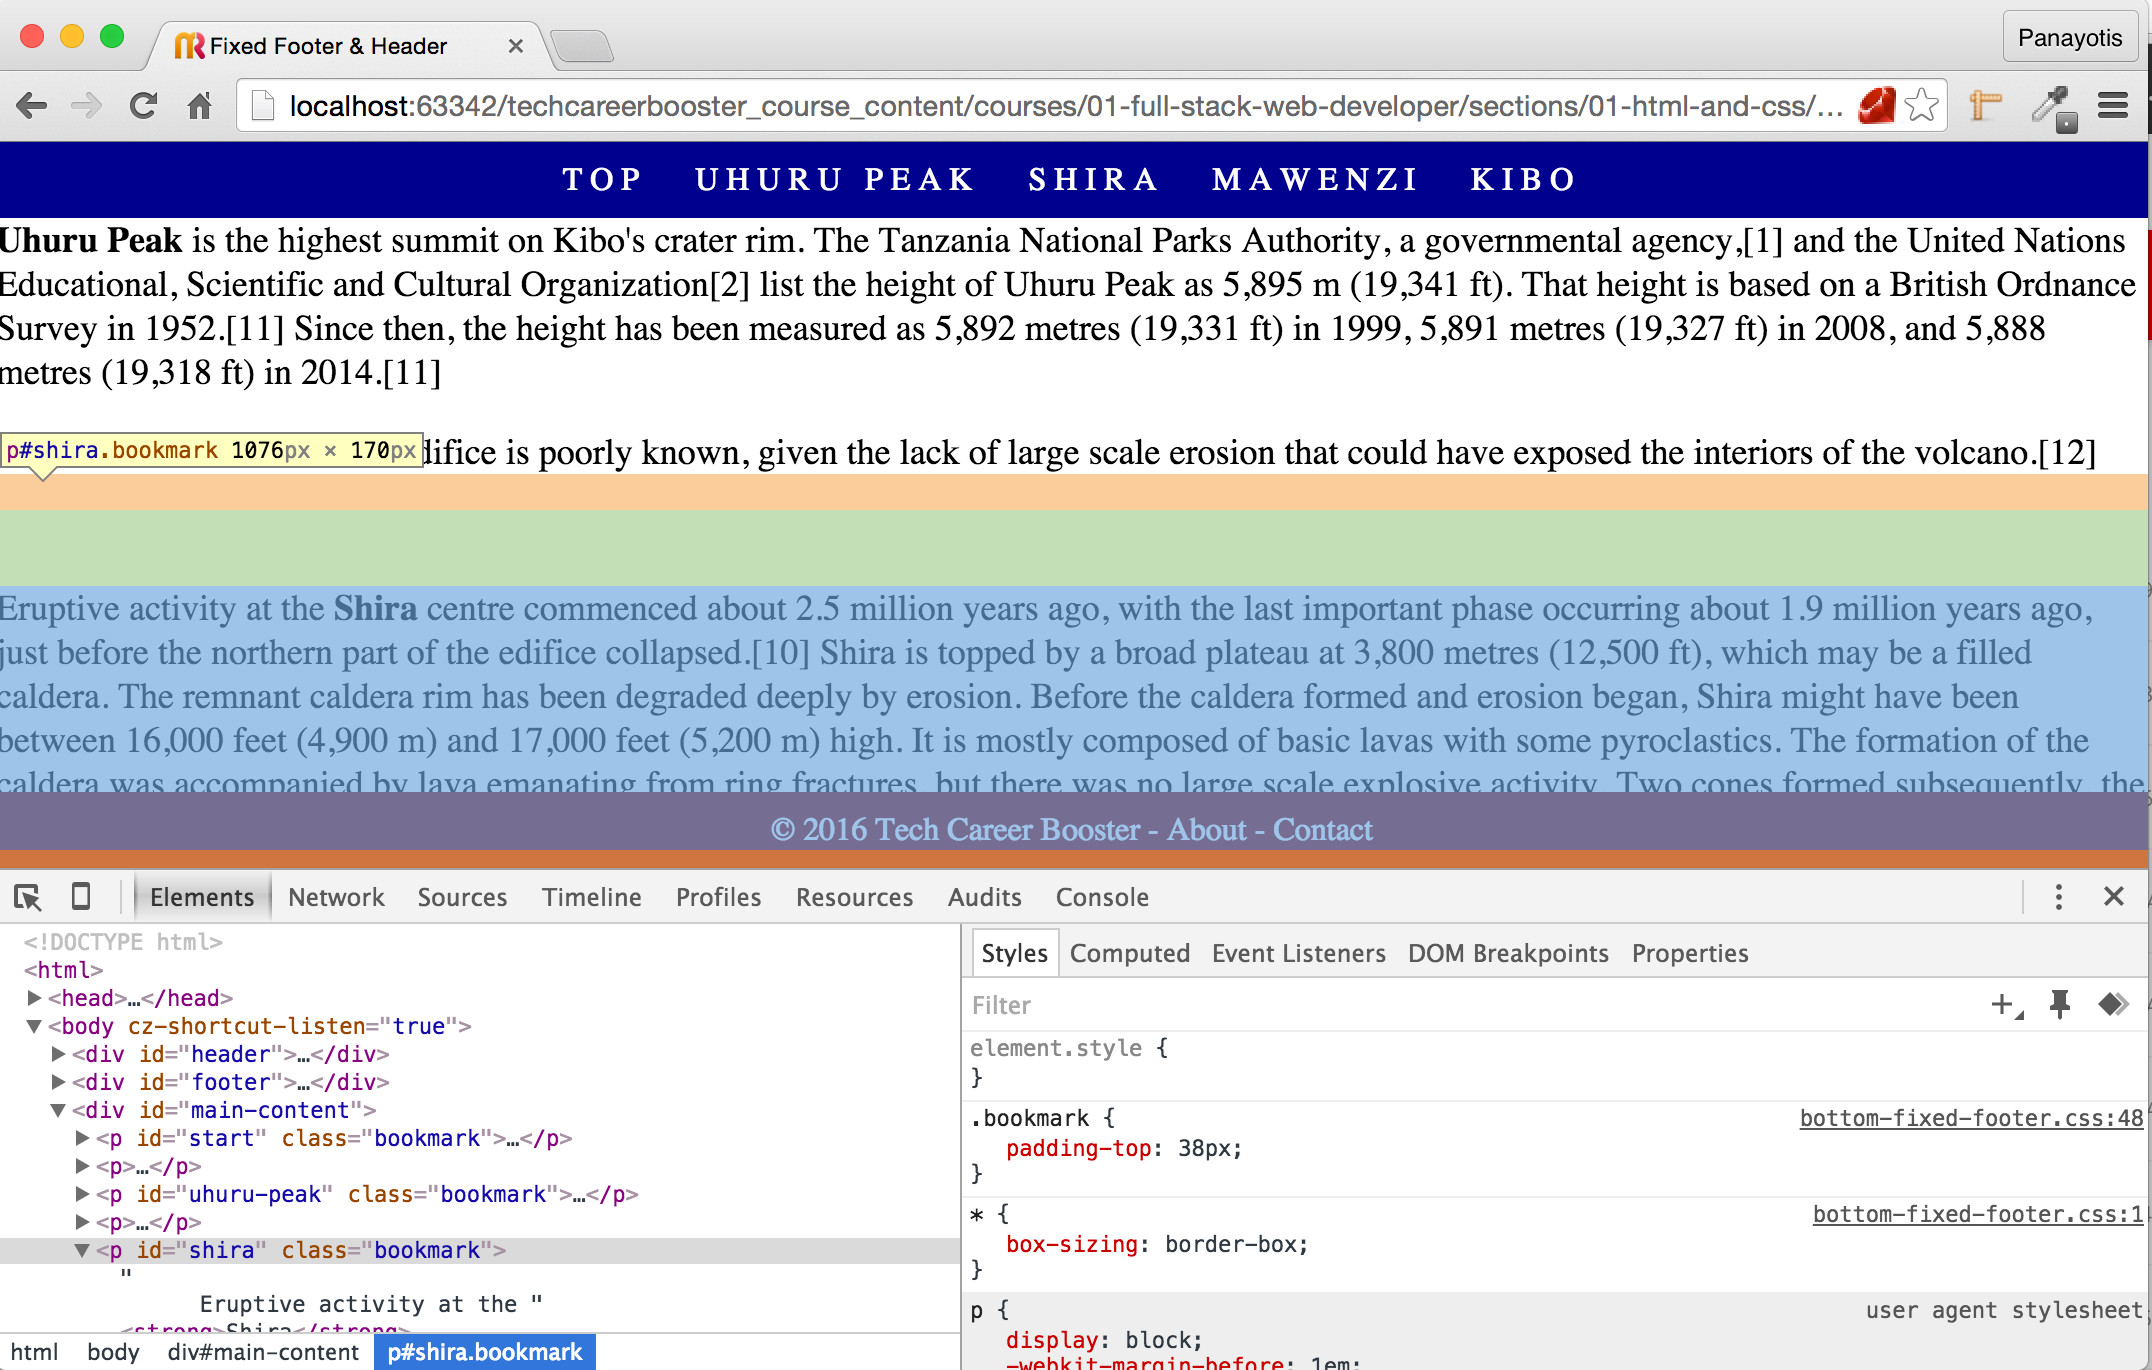 Fixed Footer & Header
Panayotis
localhost:63342/techcareerbooster_course_content/courses/01-full-stack-web-developer/sections/01-html-and-css/...
TOP UHURU PEAK SHIRA MAWENZI KIBO
Uhuru Peak is the highest summit on Kibo's crater rim. The Tanzania National Parks Authority, a governmental agency,[1] and the United Nations
Educational, Scientific and Cultural Organization[2] list the height of Uhuru Peak as 5,895 m (19,341 ft). That height is based on a British Ordnance
Survey in 1952.[11] Since then, the height has been measured as 5,892 metres (19,331 ft) in 1999, 5,891 metres (19,327 ft) in 2008, and 5,888
metres (19,318 ft) in 2014.[11]
p#shira.bookmark 1076px × 170px difice is poorly known, given the lack of large scale erosion that could have exposed the interiors of the volcano.[12]
Eruptive activity at the Shira centre commenced about 2.5 million years ago, with the last important phase occurring about 1.9 million years ago,
just before the northern part of the edifice collapsed.[10] Shira is topped by a broad plateau at 3,800 metres (12,500 ft), which may be a filled
caldera. The remnant caldera rim has been degraded deeply by erosion. Before the caldera formed and erosion began, Shira might have been
between 16,000 feet (4,900 m) and 17,000 feet (5,200 m) high. It is mostly composed of basic lavas with some pyroclastics. The formation of the
caldera was accompanied by lava emanating from ring fractures, but there was no large scale explosive activity. Two cones formed subsequently, the
© 2016 Tech Career Booster - About - Contact
Elements Network Sources Timeline Profiles Resources Audits Console
<!DOCTYPE html>
<html>
<head>…</head>
<body cz-shortcut-listen="true">
<div id="header">…</div>
<div id="footer">…</div>
<div id="main-content">
<p id="start" class="bookmark">…</p>
<p>…</p>
<p id="uhuru-peak" class="bookmark">…</p>
<p>…</p>
<p id="shira" class="bookmark">
"
Eruptive activity at the "
<strong>Shira</strong>
html body div#main-content p#shira.bookmark
Styles Computed Event Listeners DOM Breakpoints Properties
Filter
element.style {
}
.bookmark { bottom-fixed-footer.css:48
padding-top: 38px;
}
* { bottom-fixed-footer.css:1
box-sizing: border-box;
}
p { user agent stylesheet
display: block;
-webkit-margin-before: 1em;